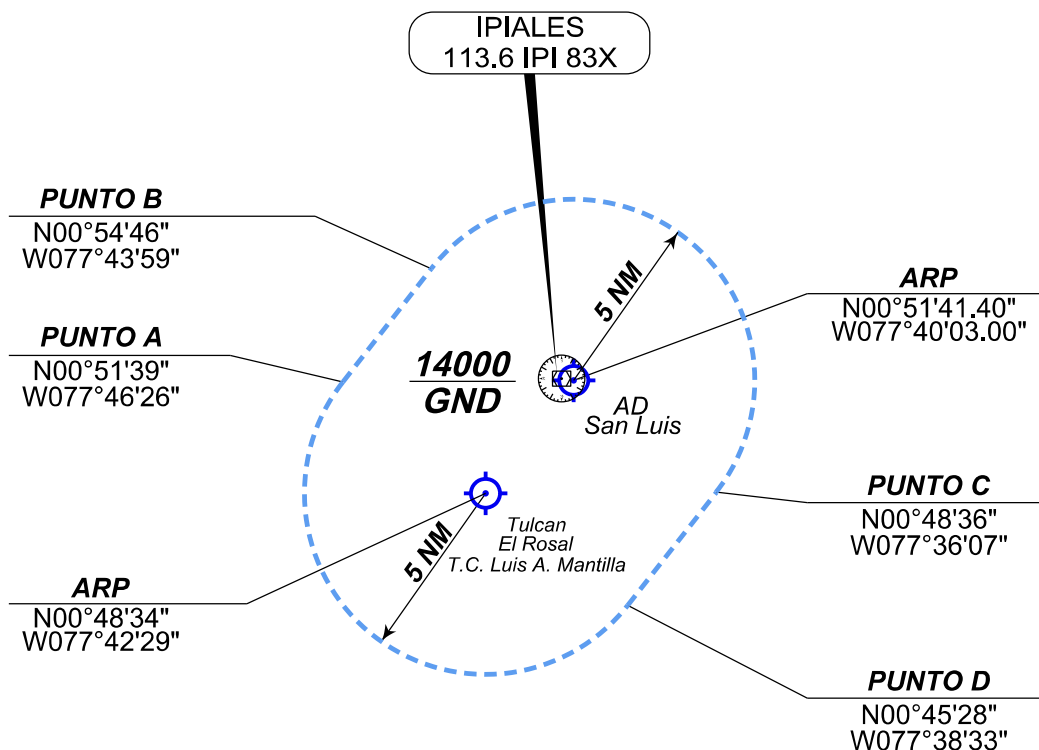 IPIALES
113.6 IPI 83X
PUNTO B
N00°54'46"
W077°43'59"
5 NM
ARP
N00°51'41.40"
W077°40'03.00"
PUNTO A
N00°51'39"
W077°46'26"
14000
GND
AD
San Luis
PUNTO C
N00°48'36"
W077°36'07"
Tulcan
El Rosal
T.C. Luis A. Mantilla
5 NM
ARP
N00°48'34"
W077°42'29"
PUNTO D
N00°45'28"
W077°38'33"